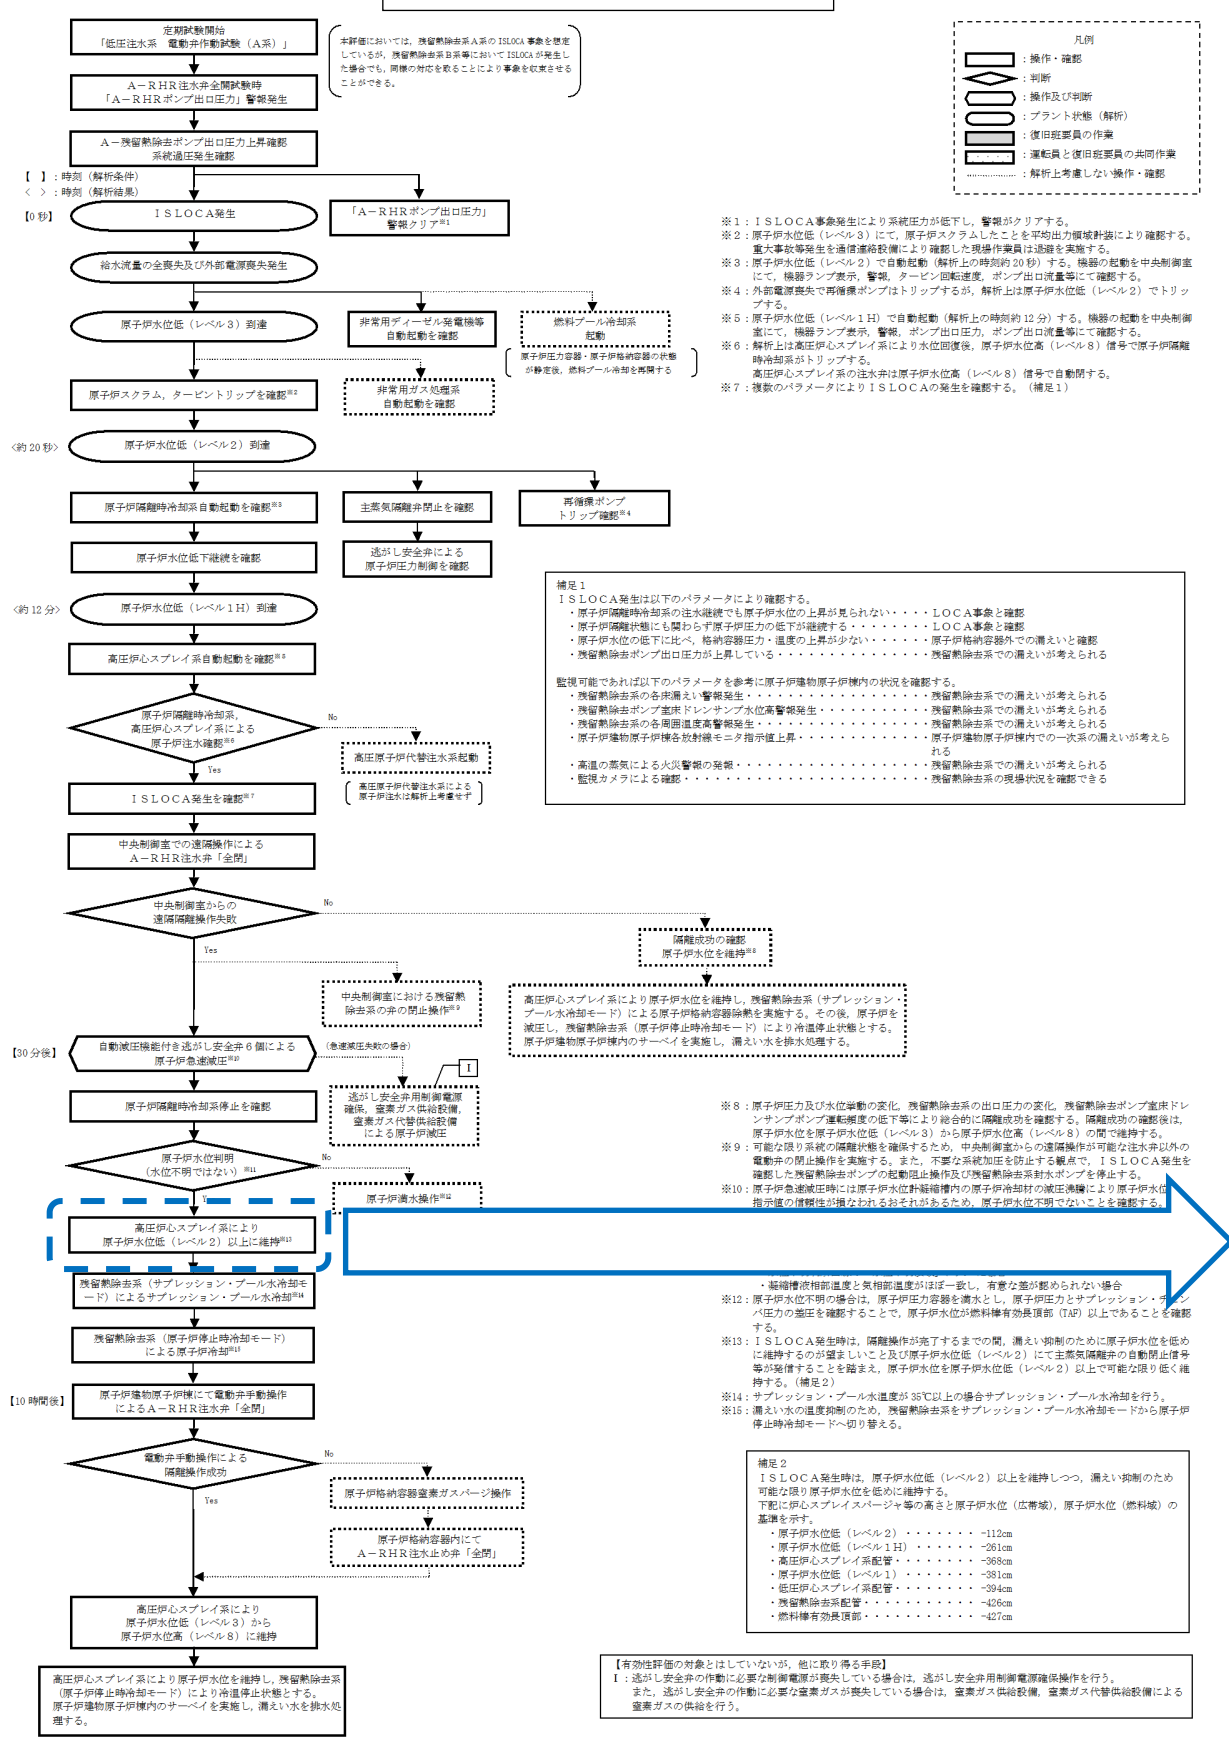 定期試験開始
「低圧注水系　電動弁作動試験（A系）」
本評価においては，残留熱除去系A系のISLOCA事象を想定
しているが，残留熱除去系B系等においてISLOCAが発生し
た場合でも，同様の対応を取ることにより事象を収束させる
ことができる。
凡例
：操作・確認
：判断
：操作及び判断
：プラント状態（解析）
：復旧班要員の作業
：運転員と復旧班要員の共同作業
：解析上考慮しない操作・確認
A－RHR注水弁全開試験時
「A－RHRポンプ出口圧力」警報発生
A－残留熱除去ポンプ出口圧力上昇確認
系統過圧発生確認
【　】：時刻（解析条件）
＜　＞：時刻（解析結果）
【0秒】
ISLOCA発生
「A－RHRポンプ出口圧力」
警報クリア※1
給水流量の全喪失及び外部電源喪失発生
原子炉水位低（レベル3）到達
非常用ディーゼル発電機等
自動起動を確認
燃料プール冷却系
起動
原子炉圧力容器・原子炉格納容器の状態
が静定後，燃料プール冷却を再開する
非常用ガス処理系
自動起動を確認
原子炉スクラム，タービントリップを確認※2
<約20秒>
原子炉水位低（レベル2）到達
原子炉隔離時冷却系自動起動を確認※3
主蒸気隔離弁閉止を確認
再循環ポンプ
トリップ確認※4
原子炉水位低下継続を確認
逃がし安全弁による
原子炉圧力制御を確認
<約12分>
原子炉水位低（レベル1H）到達
高圧炉心スプレイ系自動起動を確認※5
原子炉隔離時冷却系，
高圧炉心スプレイ系による
原子炉注水確認※6
No
Yes
高圧原子炉代替注水系起動
高圧原子炉代替注水系による
原子炉注水は解析上考慮せず
ISLOCA発生を確認※7
中央制御室での遠隔操作による
A－RHR注水弁「全閉」
中央制御室からの
遠隔隔離操作失敗
No
Yes
隔離成功の確認
原子炉水位を維持※8
中央制御室における残留熱
除去系の弁の閉止操作※9
高圧炉心スプレイ系により原子炉水位を維持し，残留熱除去系（サプレッション・
プール水冷却モード）による原子炉格納容器除熱を実施する。その後，原子炉を
減圧し，残留熱除去系（原子炉停止時冷却モード）により冷温停止状態とする。
原子炉建物原子炉棟内のサーベイを実施し，漏えい水を排水処理する。
【30分後】
自動減圧機能付き逃がし安全弁6個による
原子炉急速減圧※10
（急速減圧失敗の場合）
I
逃がし安全弁用制御電源
確保，窒素ガス供給設備，
窒素ガス代替供給設備
による原子炉減圧
原子炉隔離時冷却系停止を確認
原子炉水位判明
（水位不明ではない）※11
No
Y
原子炉満水操作※12
高圧炉心スプレイ系により
原子炉水位低（レベル2）以上に維持※13
残留熱除去系（サプレッション・プール水冷却モ
ード）によるサプレッション・プール水冷却※14
残留熱除去系（原子炉停止時冷却モード）
による原子炉冷却※15
【10時間後】
原子炉建物原子炉棟にて電動弁手動操作
によるA－RHR注水弁「全閉」
電動弁手動操作による
隔離操作成功
No
Yes
原子炉格納容器窒素ガスパージ操作
原子炉格納容器内にて
A－RHR注水止め弁「全閉」
高圧炉心スプレイ系により
原子炉水位低（レベル3）から
原子炉水位高（レベル8）に維持
高圧炉心スプレイ系により原子炉水位を維持し，残留熱除去系
（原子炉停止時冷却モード）により冷温停止状態とする。
原子炉建物原子炉棟内のサーベイを実施し，漏えい水を排水処
理する。
※1：ISLOCA事象発生により系統圧力が低下し，警報がクリアする。
※2：原子炉水位低（レベル3）にて，原子炉スクラムしたことを平均出力領域計装により確認する。
重大事故等発生を通信連絡設備により確認した現場作業員は退避を実施する。
※3：原子炉水位低（レベル2）で自動起動（解析上の時刻約20秒）する。機器の起動を中央制御室
にて，機器ランプ表示，警報，タービン回転速度，ポンプ出口流量等にて確認する。
※4：外部電源喪失で再循環ポンプはトリップするが，解析上は原子炉水位低（レベル2）でトリッ
プする。
※5：原子炉水位低（レベル1H）で自動起動（解析上の時刻約12分）する。機器の起動を中央制御
室にて，機器ランプ表示，警報，ポンプ出口圧力，ポンプ出口流量等にて確認する。
※6：解析上は高圧炉心スプレイ系により水位回復後，原子炉水位高（レベル8）信号で原子炉隔離
時冷却系がトリップする。
高圧炉心スプレイ系の注水弁は原子炉水位高（レベル8）信号で自動閉する。
※7：複数のパラメータによりISLOCAの発生を確認する。（補足1）
補足1
ISLOCA発生は以下のパラメータにより確認する。
・原子炉隔離時冷却系の注水継続でも原子炉水位の上昇が見られない・・・・LOCA事象と確認
・原子炉隔離状態にも関わらず原子炉圧力の低下が継続する・・・・・・・・LOCA事象と確認
・原子炉水位の低下に比べ，格納容器圧力・温度の上昇が少ない・・・・・・原子炉格納容器外での漏えいと確認
・残留熱除去ポンプ出口圧力が上昇している・・・・・・・・・・・・・・・残留熱除去系での漏えいが考えられる
監視可能であれば以下のパラメータを参考に原子炉建物原子炉棟内の状況を確認する。
・残留熱除去系の各床漏えい警報発生・・・・・・・・・・・・・・・・・・残留熱除去系での漏えいが考えられる
・残留熱除去ポンプ室床ドレンサンプ水位高警報発生・・・・・・・・・・・残留熱除去系での漏えいが考えられる
・残留熱除去系の各周囲温度高警報発生・・・・・・・・・・・・・・・・・残留熱除去系での漏えいが考えられる
・原子炉建物原子炉棟各放射線モニタ指示値上昇・・・・・・・・・・・・・原子炉建物原子炉棟内での一次系の漏えいが考えら
れる
・高温の蒸気による火災警報の発報・・・・・・・・・・・・・・・・・・・残留熱除去系での漏えいが考えられる
・監視カメラによる確認・・・・・・・・・・・・・・・・・・・・・・・・残留熱除去系の現場状況を確認できる
※8：原子炉圧力及び水位挙動の変化，残留熱除去系の出口圧力の変化，残留熱除去ポンプ室床ドレ
ンサンプポンプ運転頻度の低下等により総合的に隔離成功を確認する。隔離成功の確認後は，
原子炉水位を原子炉水位低（レベル3）から原子炉水位高（レベル8）の間で維持する。
※9：可能な限り系統の隔離状態を確保するため，中央制御室からの遠隔操作が可能な注水弁以外の
電動弁の閉止操作を実施する。また，不要な系統加圧を防止する観点で，ISLOCA発生を
確認した残留熱除去ポンプの起動阻止操作及び残留熱除去系封水ポンプを停止する。
※10：原子炉急速減圧時には原子炉水位計凝縮槽内の原子炉冷却材の減圧沸騰により原子炉水位
指示値の信頼性が損なわれるおそれがあるため，原子炉水位不明でないことを確認する。
・凝縮槽液相部温度と気相部温度がほぼ一致し，有意な差が認められない場合
※12：原子炉水位不明の場合は，原子炉圧力容器を満水とし，原子炉圧力とサプレッション・チェン
バ圧力の差圧を確認することで，原子炉水位が燃料棒有効長頂部（TAF）以上であることを確認
する。
※13：ISLOCA発生時は，隔離操作が完了するまでの間，漏えい抑制のために原子炉水位を低め
に維持するのが望ましいこと及び原子炉水位低（レベル2）にて主蒸気隔離弁の自動閉止信号
等が発信することを踏まえ，原子炉水位を原子炉水位低（レベル2）以上で可能な限り低く維
持する。（補足2）
※14：サプレッション・プール水温度が35℃以上の場合サプレッション・プール水冷却を行う。
※15：漏えい水の温度抑制のため，残留熱除去系をサプレッション・プール水冷却モードから原子炉
停止時冷却モードへ切り替える。
補足2
ISLOCA発生時は，原子炉水位低（レベル2）以上を維持しつつ，漏えい抑制のため
可能な限り原子炉水位を低めに維持する。
下記に炉心スプレイスパージャ等の高さと原子炉水位（広帯域），原子炉水位（燃料域）の
基準を示す。
・原子炉水位低（レベル2）・・・・・・・ -112cm
・原子炉水位低（レベル1H）・・・・・・ -261cm
・高圧炉心スプレイ系配管・・・・・・・・ -368cm
・原子炉水位低（レベル1）・・・・・・・ -381cm
・低圧炉心スプレイ系配管・・・・・・・・ -394cm
・残留熱除去系配管・・・・・・・・・・・ -426cm
・燃料棒有効長頂部・・・・・・・・・・・ -427cm
【有効性評価の対象とはしていないが，他に取り得る手段】
I：逃がし安全弁の作動に必要な制御電源が喪失している場合は，逃がし安全弁用制御電源確保操作を行う。
また，逃がし安全弁の作動に必要な窒素ガスが喪失している場合は，窒素ガス供給設備，窒素ガス代替供給設備による
窒素ガスの供給を行う。